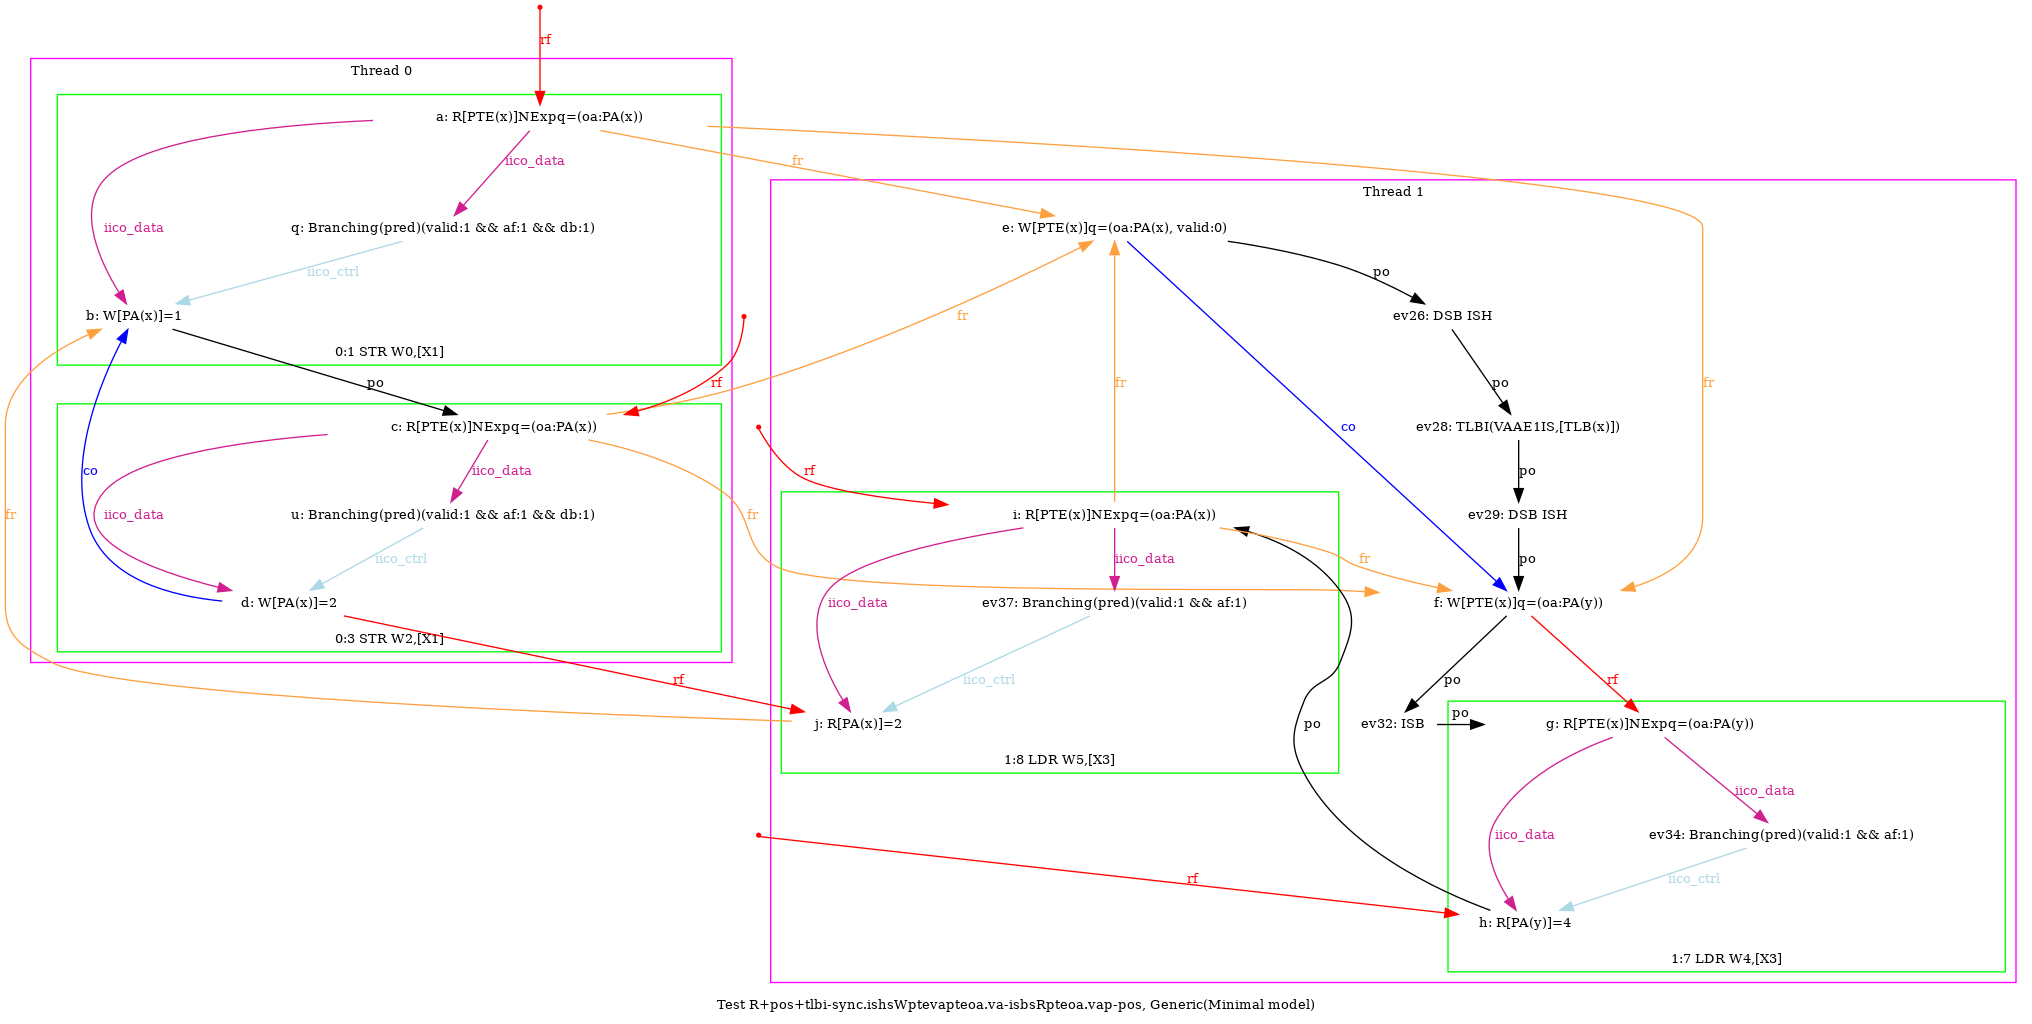 rf
Thread 0
a: R[PTE(x)]NExpq=(oa:PA(x))
fr
iico_data
Thread 1
iico_data
q: Branching(pred)(valid:1 && af:1 && db:1)
e: W[PTE(x)]q=(oa:PA(x), valid:0)
iico_ctrl
po
b: W[PA(x)]=1
fr
ev26: DSB ISH
0:1 STR W0,[X1]
po
rf
fr
po
fr
c: R[PTE(x)]NExpq=(oa:PA(x))
co
ev28: TLBI(VAAE1IS,[TLB(x)])
co
iico_data
rf
po
fr
iico_data
u: Branching(pred)(valid:1 && af:1 && db:1)
fr
i: R[PTE(x)]NExpq=(oa:PA(x))
ev29: DSB ISH
iico_ctrl
iico_data
fr
po
d: W[PA(x)]=2
iico_data
ev37: Branching(pred)(valid:1 && af:1)
f: W[PTE(x)]q=(oa:PA(y))
0:3 STR W2,[X1]
rf
iico_ctrl
po
rf
j: R[PA(x)]=2
po
ev32: ISB
po
g: R[PTE(x)]NExpq=(oa:PA(y))
1:8 LDR W5,[X3]
iico_data
iico_data
ev34: Branching(pred)(valid:1 && af:1)
rf
iico_ctrl
h: R[PA(y)]=4
1:7 LDR W4,[X3]
Test R+pos+tlbi-sync.ishsWptevapteoa.va-isbsRpteoa.vap-pos, Generic(Minimal model)